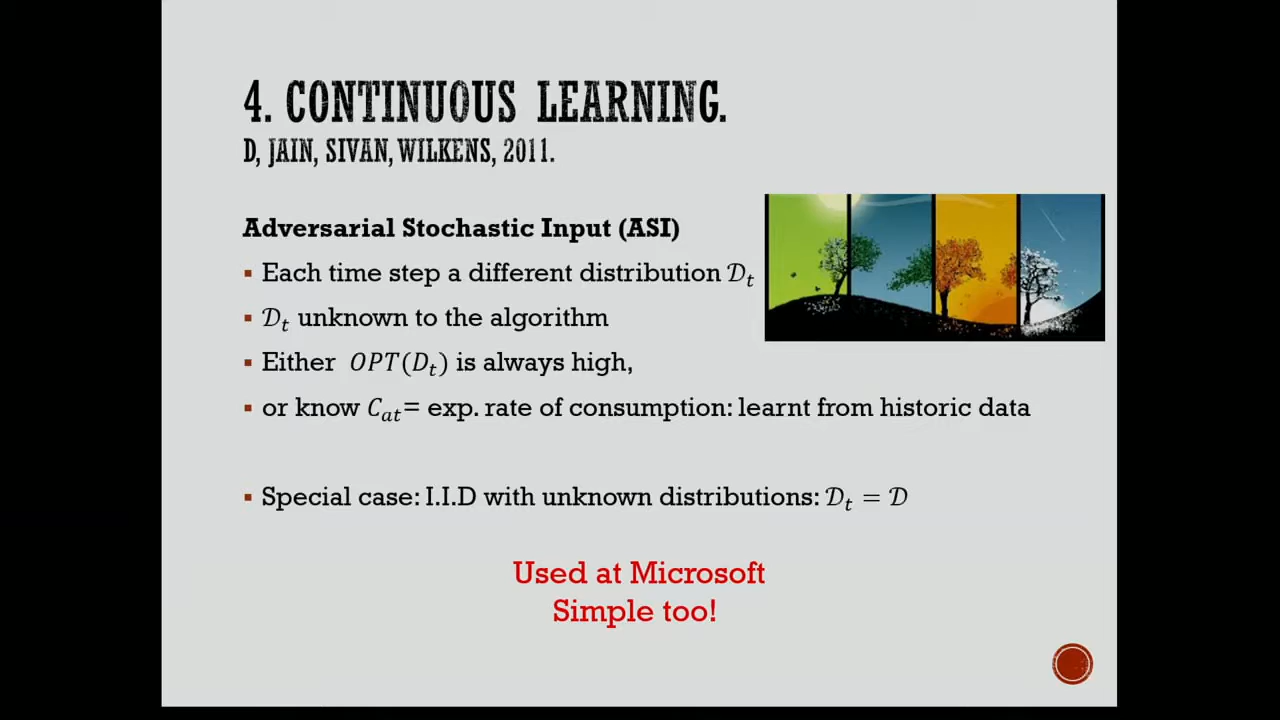 4. CONTINUOUS LEARNING.
D, JAIN, SIVAN, WILKENS, 2011.
Adversarial Stochastic Input (ASI)
▪ Each time step a different distribution 𝒟ₜ
▪ 𝒟ₜ unknown to the algorithm
▪ Either OPT(Dₜ) is always high,
▪ or know Cₐₜ= exp. rate of consumption: learnt from historic data
▪ Special case: I.I.D with unknown distributions: 𝒟ₜ = 𝒟
Used at Microsoft
Simple too!